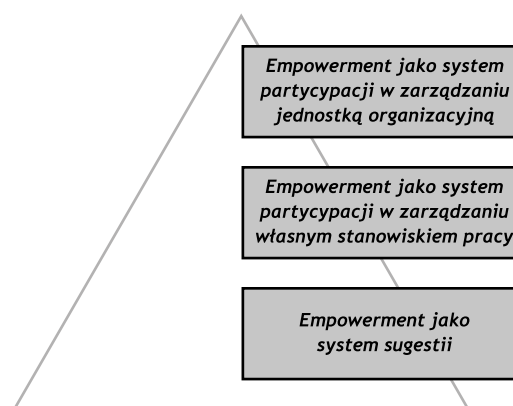 Empowerment jako system
partycypacji w zarządzaniu
jednostką organizacyjną
Empowerment jako system
partycypacji w zarządzaniu
własnym stanowiskiem pracy
Empowerment jako
system sugestii